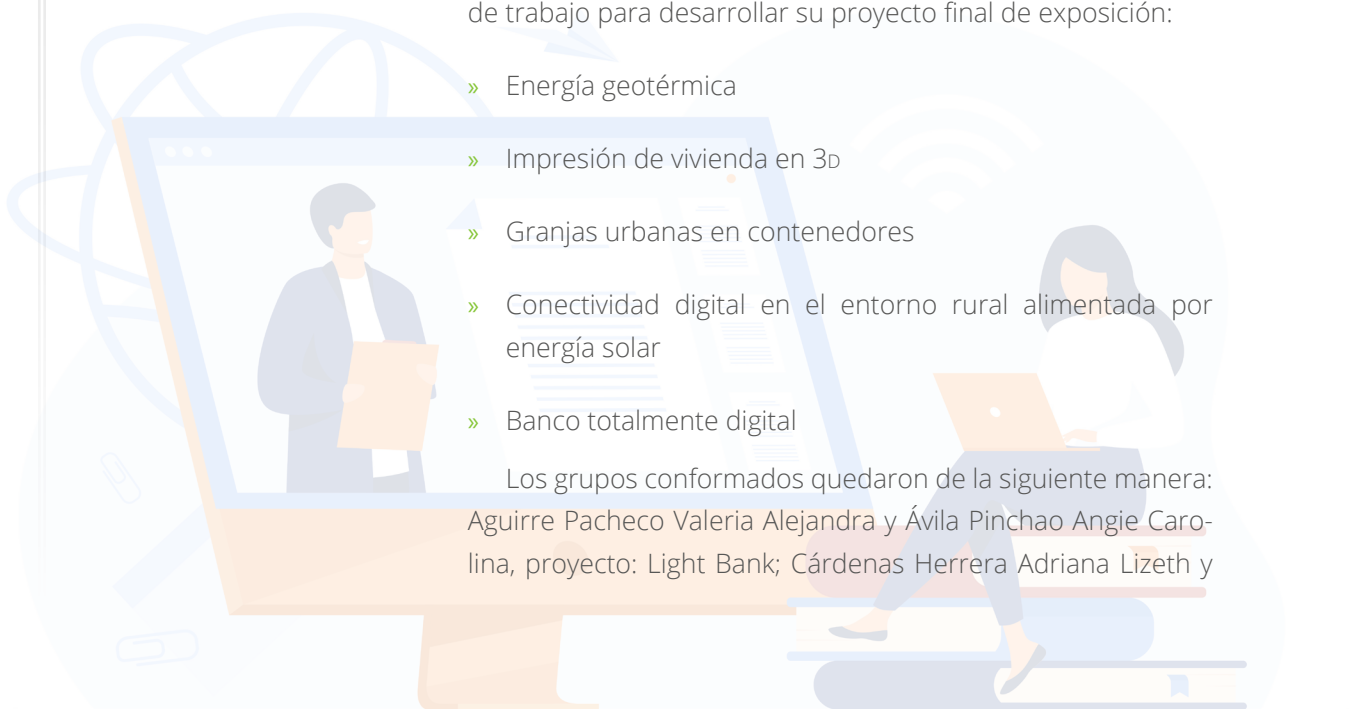 de trabajo para desarrollar su proyecto final de exposición:
» Energía geotérmica
» Impresión de vivienda en 3D
» Granjas urbanas en contenedores
» Conectividad digital en el entorno rural alimentada por
energía solar
» Banco totalmente digital
Los grupos conformados quedaron de la siguiente manera:
Aguirre Pacheco Valeria Alejandra y Ávila Pinchao Angie Caro-
lina, proyecto: Light Bank; Cárdenas Herrera Adriana Lizeth y